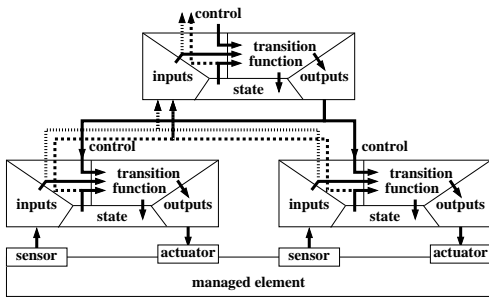 control
transition
function
inputs
outputs
state
control
control
transition
function
inputs
outputs
state
transition
function
inputs
outputs
state
sensor
actuator
sensor
actuator
managed element